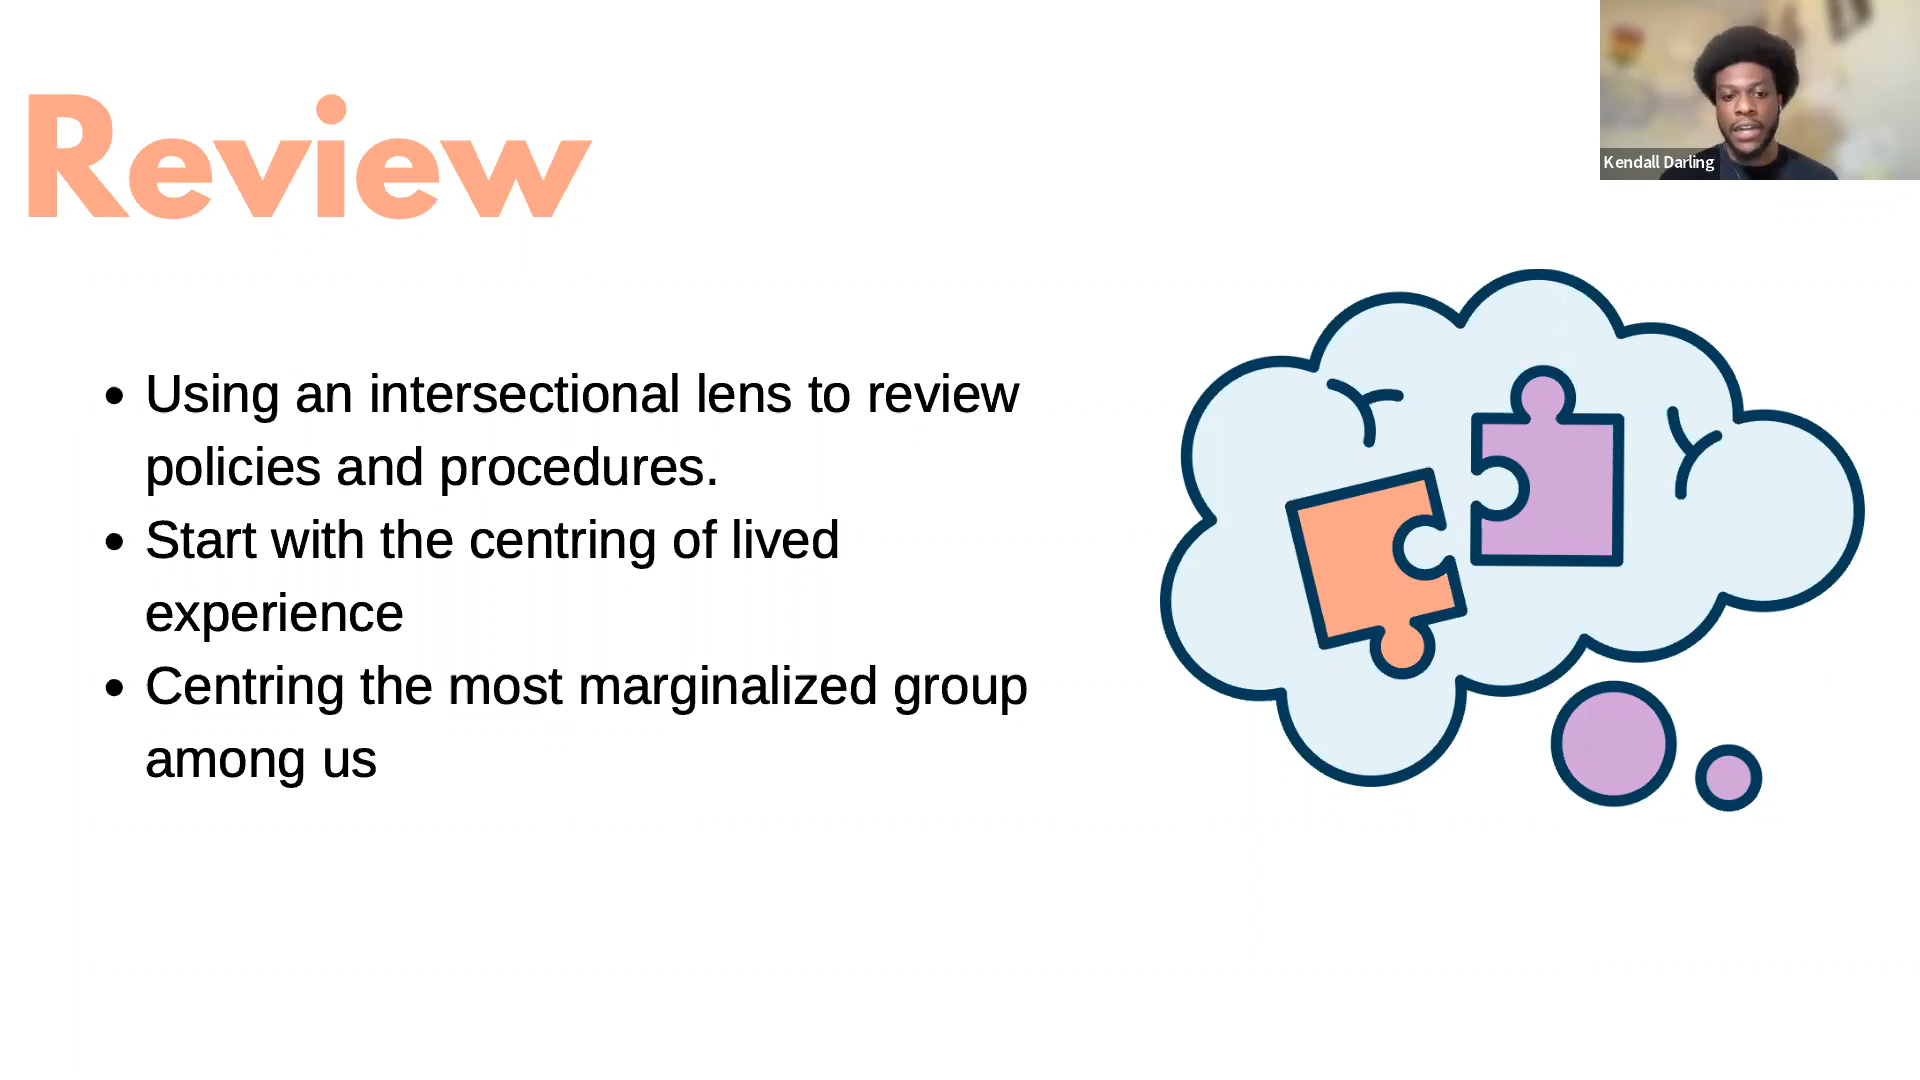 Review
Kendall Darling
• Using an intersectional lens to review
policies and procedures.
• Start with the centring of lived
experience
• Centring the most marginalized group
among us